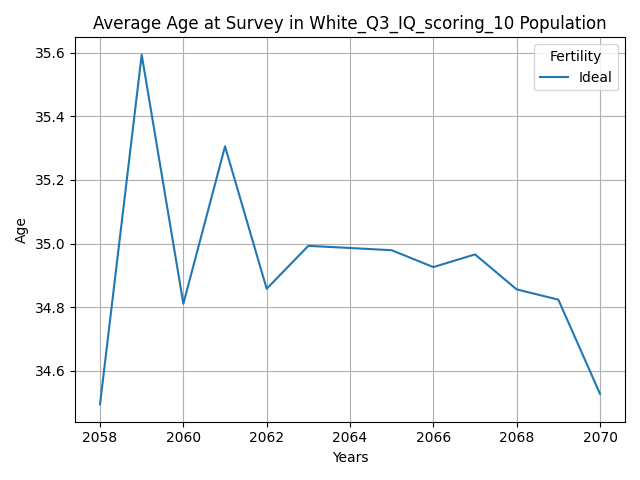 Average Age at Survey in White_Q3_IQ_scoring_10 Population
Fertility
Ideal
35.6
35.4
35.2
35.0
34.8
34.6
Age
2058 2060 2062 2064 2066 2068 2070
Years